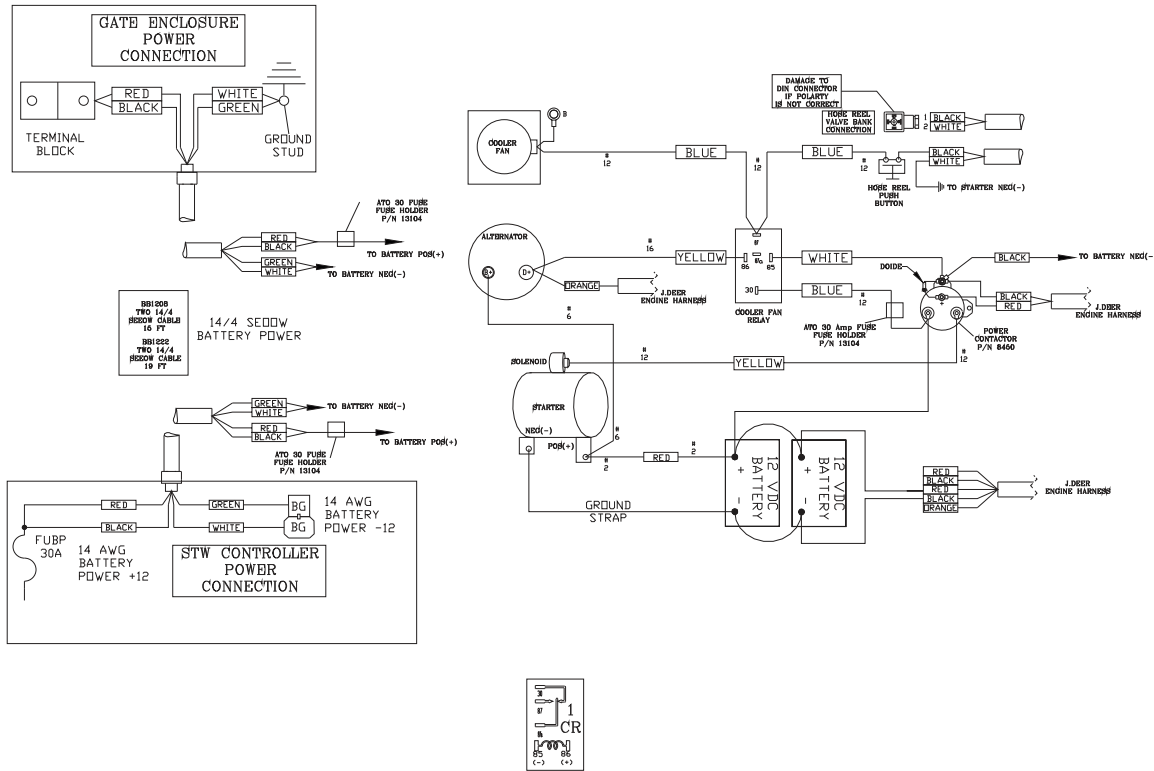 GATE ENCLOSURE
POWER
CONNECTION
RED
BLACK
WHITE
GREEN
TERMINAL
BLOCK
GROUND
STUD
ATO 30 FUSE
FUSE HOLDER
P/N 13104
RED
BLACK
GREEN
WHITE
TO BATTERY POS(+)
TO BATTERY NEG(-)
BB1208
TWO 14/4
SEEOW CABLE
16 FT
BB1222
TWO 14/4
SEEOW CABLE
19 FT
14/4 SEOOW
BATTERY POWER
GREEN
WHITE
RED
BLACK
TO BATTERY NEG(-)
TO BATTERY POS(+)
ATO 30 FUSE
FUSE HOLDER
P/N 13104
RED
BLACK
GREEN
WHITE
BG
BG
14 AWG
BATTERY
POWER -12
FUBP
30A
14 AWG
BATTERY
POWER +12
STW CONTROLLER
POWER
CONNECTION
COOLER
FAN
B
#
12
BLUE
#
12
BLUE
#
12
DAMAGE TO
DIN CONNECTOR
IF POLARTY
IS NOT CORRECT
HOSE REEL
VALVE BANK
CONNECTION
1
2
BLACK
WHITE
BLACK
WHITE
HOSE REEL
PUSH
BUTTON
TO STARTER NEG(-)
ALTERNATOR
B+
D+
#
16
YELLOW
ORANGE
J.DEER
ENGINE HARNESS
#
6
87
86
85
30
COOLER FAN
RELAY
WHITE
BLUE
#
12
DOIDE
ATO 30 Amp FUSE
FUSE HOLDER
P/N 13104
BLACK
TO BATTERY NEG(-
BLACK
RED
J.DEER
ENGINE HARNESS
POWER
CONTACTOR
P/N 8460
#
12
SOLENOID
#
12
YELLOW
STARTER
NEG(-)
POS(+)
#
6
#
2
RED
#
2
GROUND
STRAP
12 VDC
BATTERY
+
-
12 VDC
BATTERY
+
-
RED
BLACK
RED
BLACK
ORANGE
J.DEER
ENGINE HARNESS
30
87
1
CR
85
86
(-)
(+)